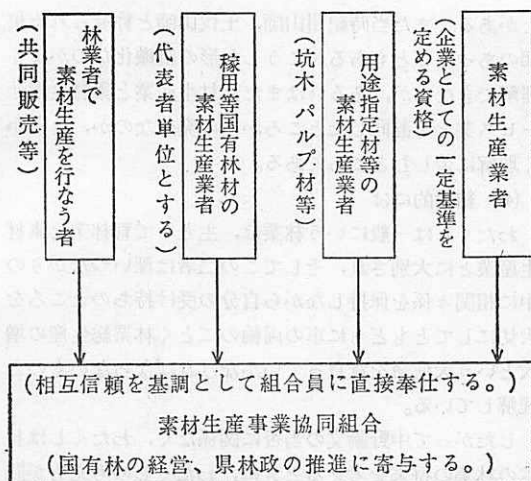 素材生産業者
(企業としての一定基準を
定める資格)
用途指定材等の
素材生産業者
(坑木・パルプ材等)
稼用等国有林材の
素材生産業者
(代表者単位とする)
林業者で
素材生産を行なう者
(共同販売等)
(相互信頼を基調として組合員に直接奉仕する。)
素材生産事業協同組合
(国有林の経営、県林政の推進に寄与する。)